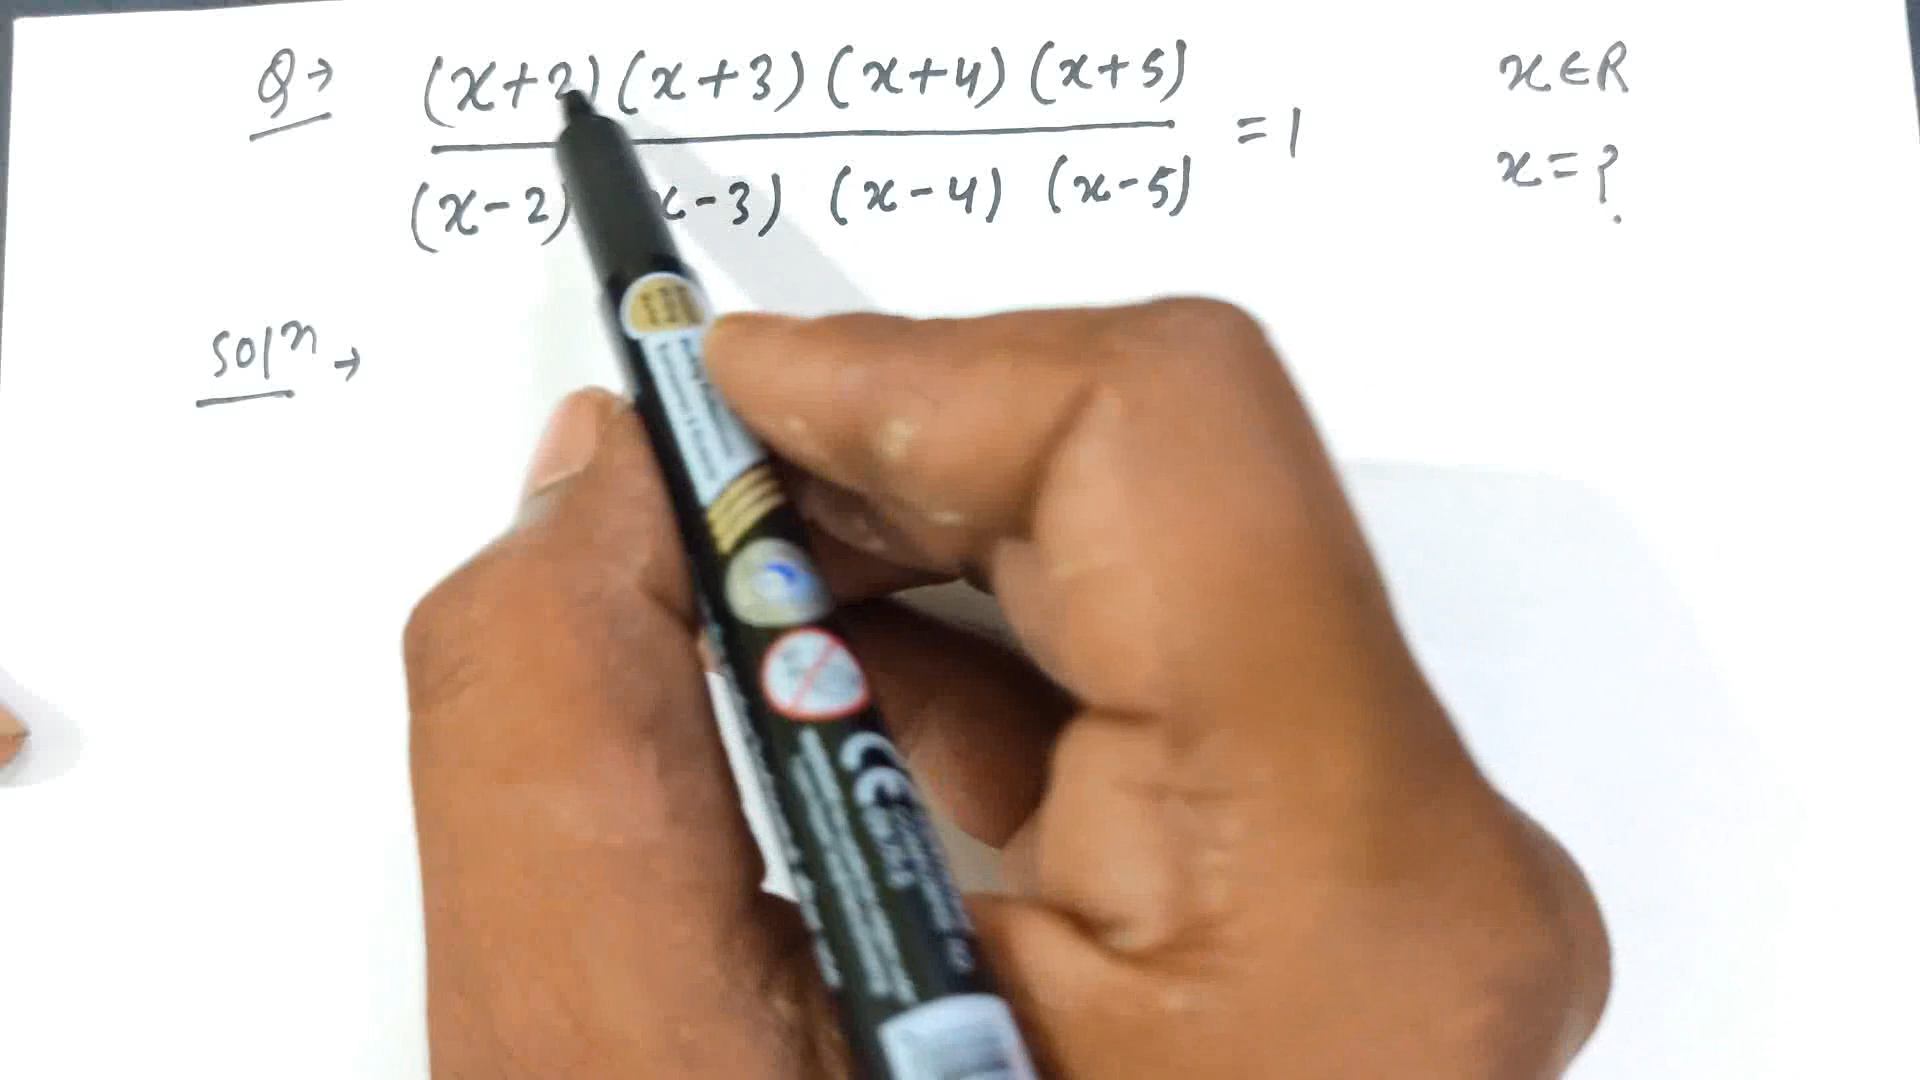 Q→ (x+2)(x+3)(x+4)(x+5) x∈R
= 1
(x-2) x-3) (x-4) (x-5) x=?
Solⁿ→